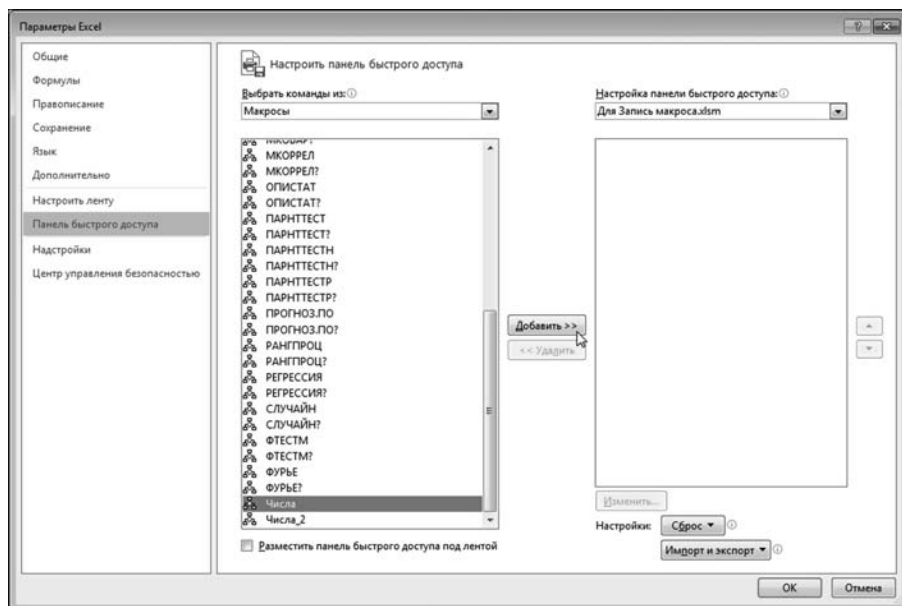 Параметры Excel
Общие
Формулы
Правописание
Сохранение
Язык
Дополнительно
Настроить ленту
Панель быстрого доступа
Надстройки
Центр управления безопасностью
Настроить панель быстрого доступа
Выбрать команды из:
Макросы
МКОРРЕЛ
МКОРРЕЛ?
ОПИСТАТ
ОПИСТАТ?
ПАРНТТЕСТ
ПАРНТТЕСТ?
ПАРНТТЕСТН
ПАРНТТЕСТН?
ПАРНТТЕСТР
ПАРНТТЕСТР?
ПРОГНОЗ.ПО
ПРОГНОЗ.ПО?
РАНГПРОЦ
РАНГПРОЦ?
РЕГРЕССИЯ
РЕГРЕССИЯ?
СЛУЧАЙН
СЛУЧАЙН?
ФТЕСТМ
ФТЕСТМ?
ФУРЬЕ
ФУРЬЕ?
Числа
Числа_2
Разместить панель быстрого доступа под лентой
Добавить >>
<< Удалить
Настройка панели быстрого доступа:
Для Запись макроса.xlsm
Изменить...
Настройки: Сброс
Импорт и экспорт
ОК Отмена